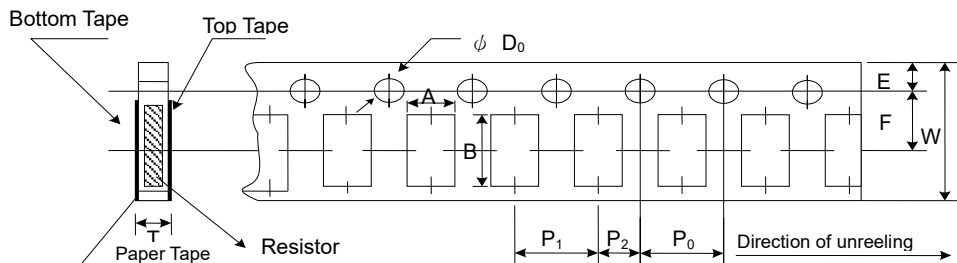 Bottom Tape
Top Tape
ϕ D₀
A
B
E
F
W
T
Paper Tape
Resistor
P₁
P₂
P₀
Direction of unreeling